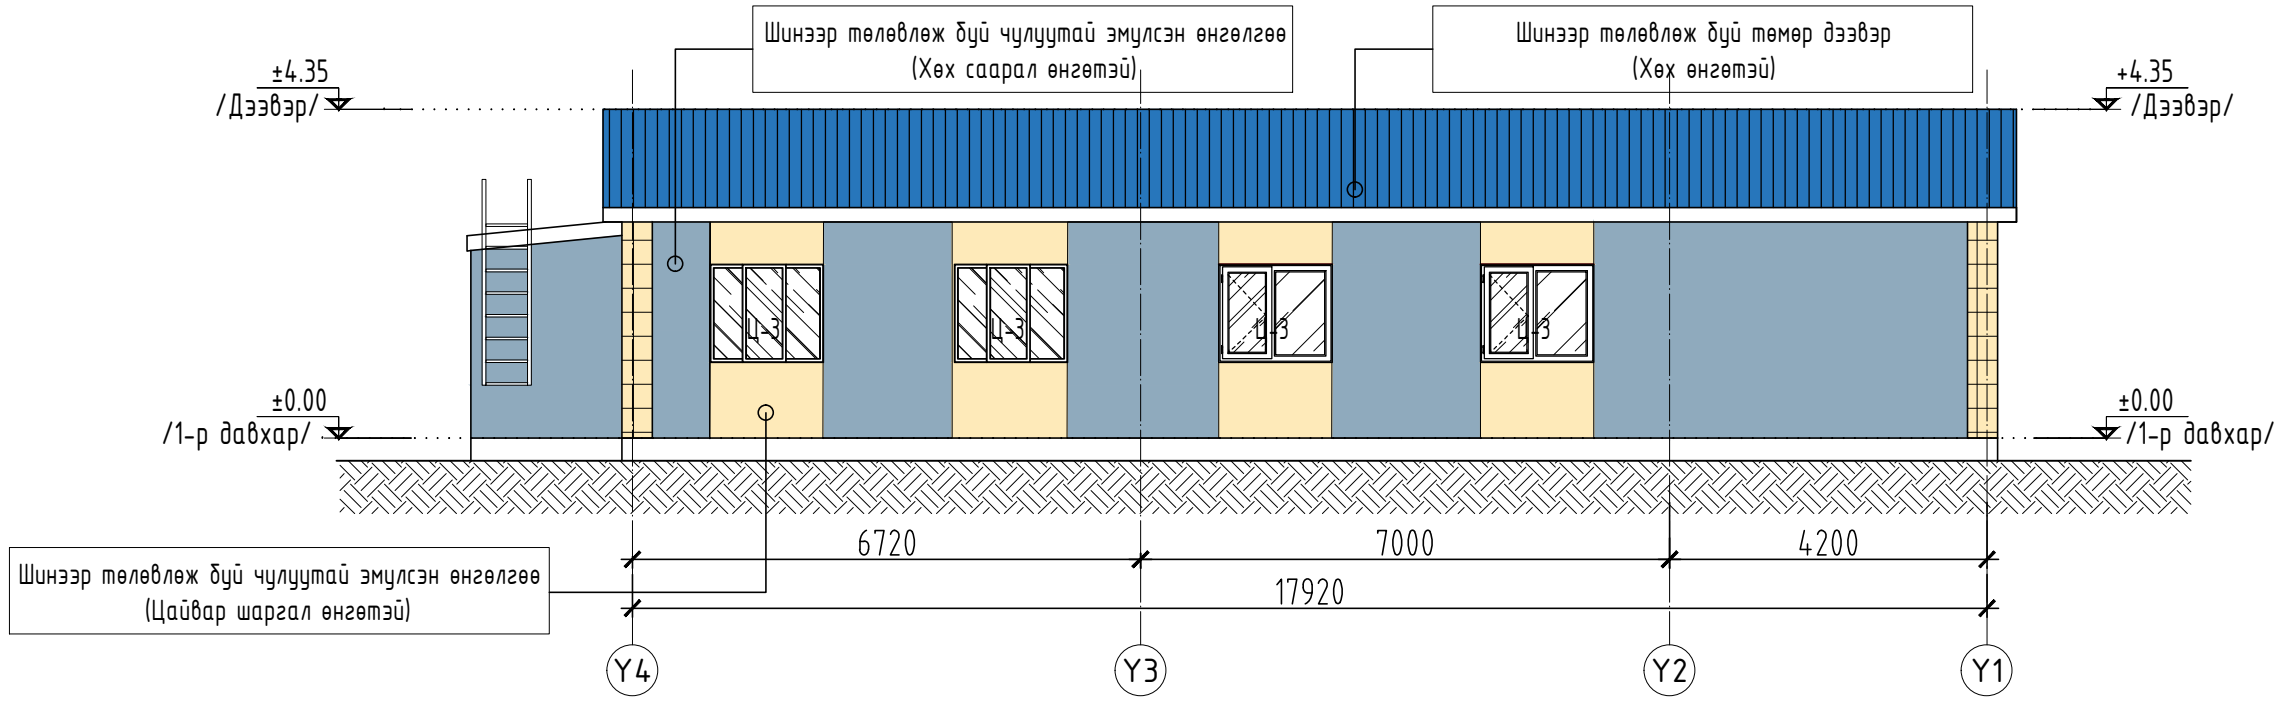 Шинээр төлөвлөж буй чулуутай эмулсэн өнгөлгөө
(Хөх саарал өнгөтэй)
Шинээр төлөвлөж буй төмөр дээвэр
(Хөх өнгөтэй)
±4.35
/Дээвэр/
+4.35
/Дээвэр/
Ц-3
Ц-3
Ц-3
Ц-3
±0.00
/1-р давхар/
±0.00
/1-р давхар/
6720
7000
4200
17920
Шинээр төлөвлөж буй чулуутай эмулсэн өнгөлгөө
(Цайвар шаргал өнгөтэй)
Y4
Y3
Y2
Y1